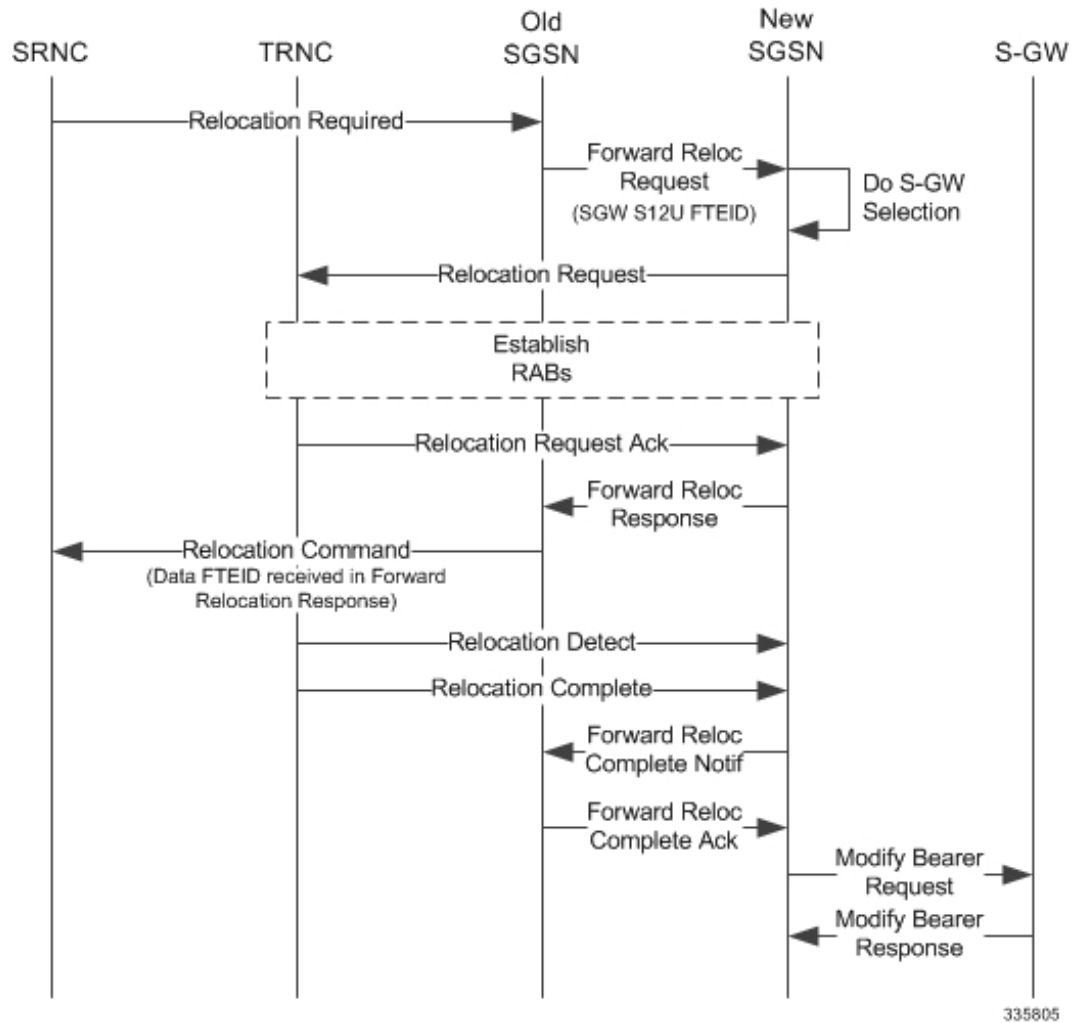 Old
New
SRNC
TRNC
SGSN
SGSN
S-GW
Relocation Required
Forward Reloc
Request
(SGW S12U FTEID)
Do S-GW
Selection
Relocation Request
Establish
RABs
Relocation Request Ack
Forward Reloc
Response
Relocation Command
(Data FTEID received in Forward
Relocation Response)
Relocation Detect
Relocation Complete
Forward Reloc
Complete Notif
Forward Reloc
Complete Ack
Modify Bearer
Request
Modify Bearer
Response
335805